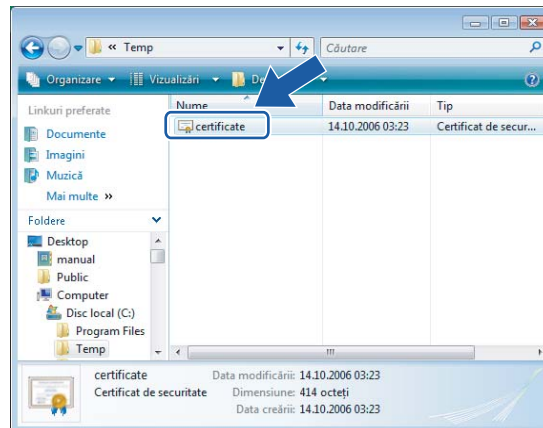 « Temp
Căutare
Organizare
Vizualizări
Nume
Data modificării
Tip
certificate
14.10.2006 03:23
Certificat de secur...
Linkuri preferate
Documente
Imagini
Muzică
Mai multe »
Foldere
Desktop
manual
Public
Computer
Disc local (C:)
Program Files
Temp
certificate
Data modificării: 14.10.2006 03:23
Certificat de securitate
Dimensiune: 414 octeți
Data creării: 14.10.2006 03:23